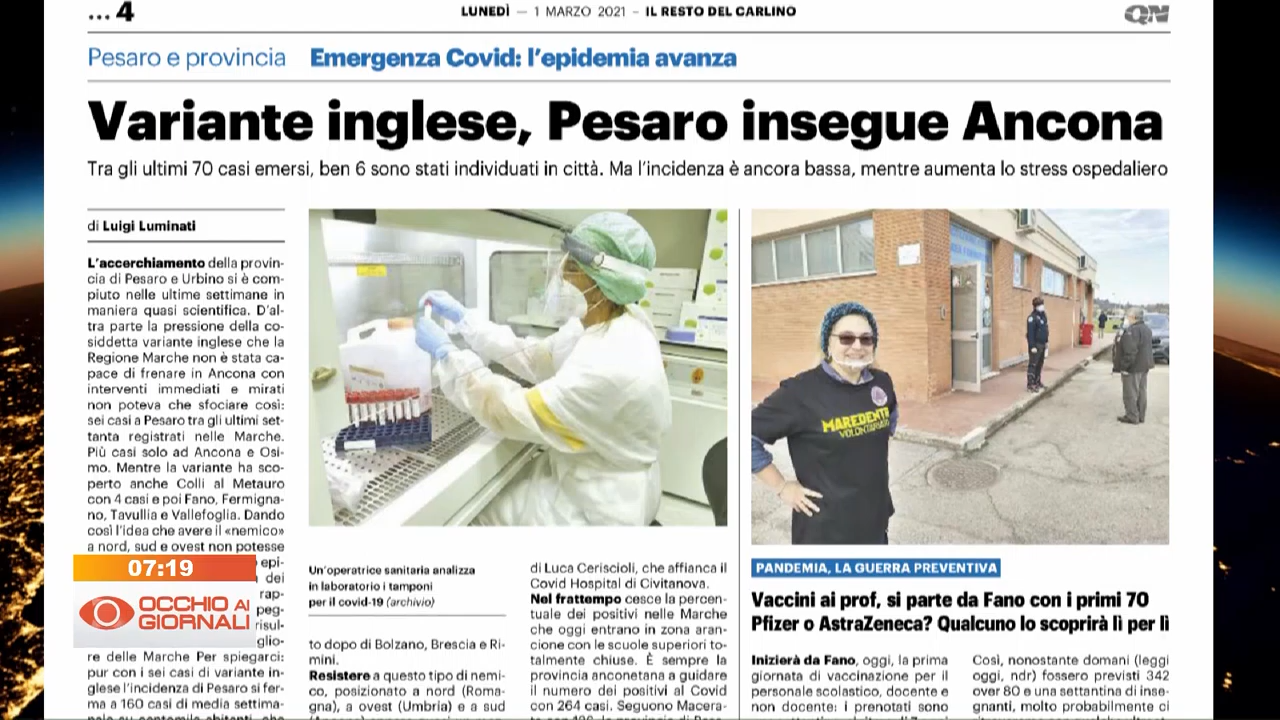 ... 4
LUNEDÌ — 1 MARZO 2021 – IL RESTO DEL CARLINO
QN
Pesaro e provincia
Emergenza Covid: l'epidemia avanza
Variante inglese, Pesaro insegue Ancona
Tra gli ultimi 70 casi emersi, ben 6 sono stati individuati in città. Ma l'incidenza è ancora bassa, mentre aumenta lo stress ospedaliero
di Luigi Luminati
L'accerchiamento della provin-
cia di Pesaro e Urbino si è com-
piuto nelle ultime settimane in
maniera quasi scientifica. D'al-
tra parte la pressione della co-
siddetta variante inglese che la
Regione Marche non è stata ca-
pace di frenare in Ancona con
interventi immediati e mirati
non poteva che sfociare così:
sei casi a Pesaro tra gli ultimi set-
tanta registrati nelle Marche.
Più casi solo ad Ancona e Osi-
mo. Mentre la variante ha sco-
perto anche Colli al Metauro
con 4 casi e poi Fano, Fermigna-
no, Tavullia e Vallefoglia. Dando
così l'idea che avere il «nemico»
a nord, sud e ovest non potesse
epi-
dei
rap-
peg-
risul-
glio-
re delle Marche Per spiegarci:
pur con i sei casi di variante in-
glese l'incidenza di Pesaro si fer-
ma a 160 casi di media settima-
07:19
OCCHIO AI
GIORNALI
Un'operatrice sanitaria analizza
in laboratorio i tamponi
per il covid-19 (archivio)
to dopo di Bolzano, Brescia e Ri-
mini.
Resistere a questo tipo di nemi-
co, posizionato a nord (Roma-
gna), a ovest (Umbria) e a sud
di Luca Ceriscioli, che affianca il
Covid Hospital di Civitanova.
Nel frattempo cesce la percen-
tuale dei positivi nelle Marche
che oggi entrano in zona aran-
cione con le scuole superiori to-
talmente chiuse. È sempre la
provincia anconetana a guidare
il numero dei positivi al Covid
con 264 casi. Seguono Macera-
MAREDENTRO
VOLONTARIATO
PANDEMIA, LA GUERRA PREVENTIVA
Vaccini ai prof, si parte da Fano con i primi 70
Pfizer o AstraZeneca? Qualcuno lo scoprirà lì per lì
Inizierà da Fano, oggi, la prima
giornata di vaccinazione per il
personale scolastico, docente e
non docente: i prenotati sono
Così, nonostante domani (leggi
oggi, ndr) fossero previsti 342
over 80 e una settantina di inse-
gnanti, molto probabilmente ci